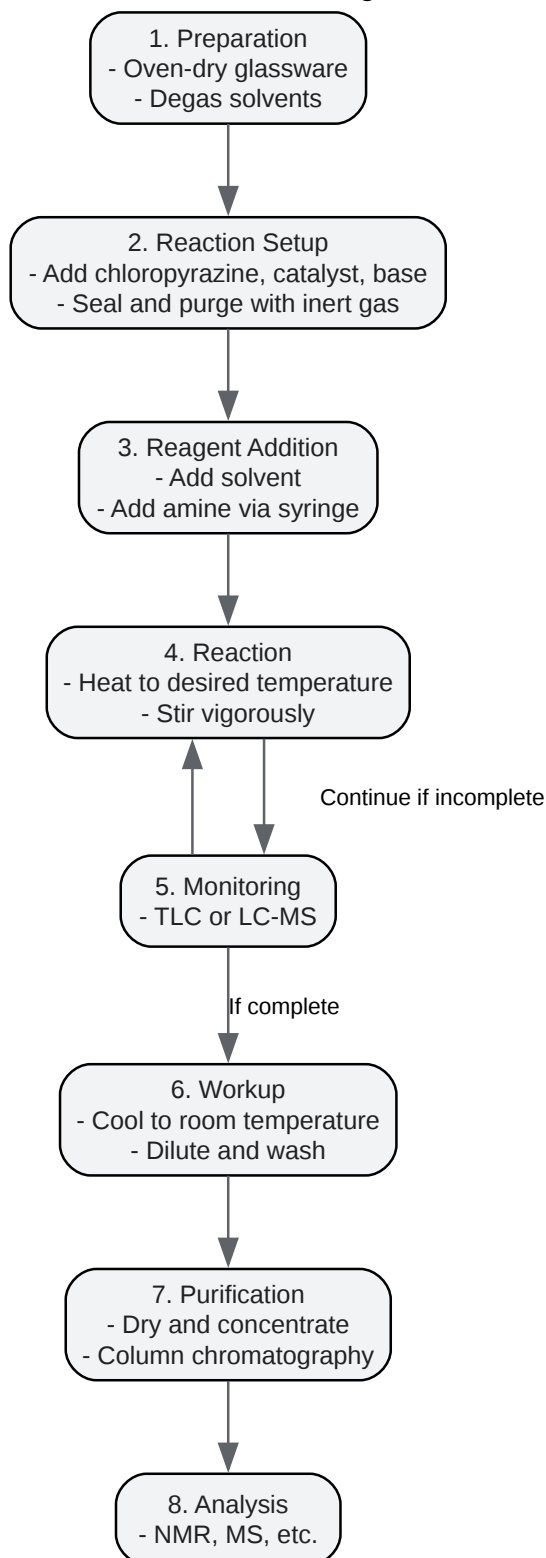 1. Preparation
- Oven-dry glassware
- Degas solvents
2. Reaction Setup
- Add chloropyrazine, catalyst, base
- Seal and purge with inert gas
3. Reagent Addition
- Add solvent
- Add amine via syringe
4. Reaction
- Heat to desired temperature
- Stir vigorously
Continue if incomplete
5. Monitoring
- TLC or LC-MS
If complete
6. Workup
- Cool to room temperature
- Dilute and wash
7. Purification
- Dry and concentrate
- Column chromatography
8. Analysis
- NMR, MS, etc.